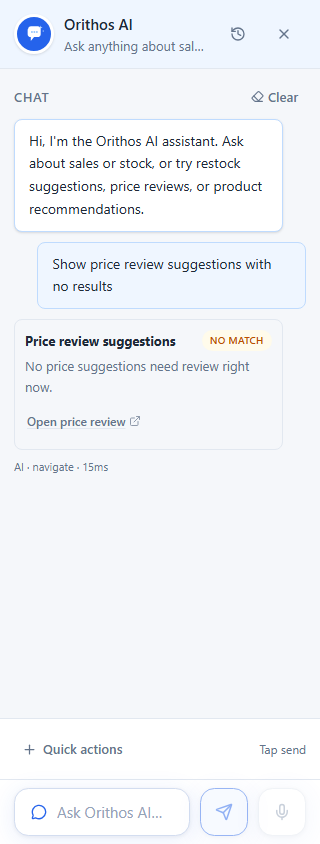 Orithos AI
Ask anything about sal...
CHAT
Clear
Hi, I'm the Orithos AI assistant. Ask
about sales or stock, or try restock
suggestions, price reviews, or product
recommendations.
Show price review suggestions with
no results
Price review suggestions
NO MATCH
No price suggestions need review right
now.
Open price review
AI · navigate · 15ms
Quick actions
Tap send
Ask Orithos AI...